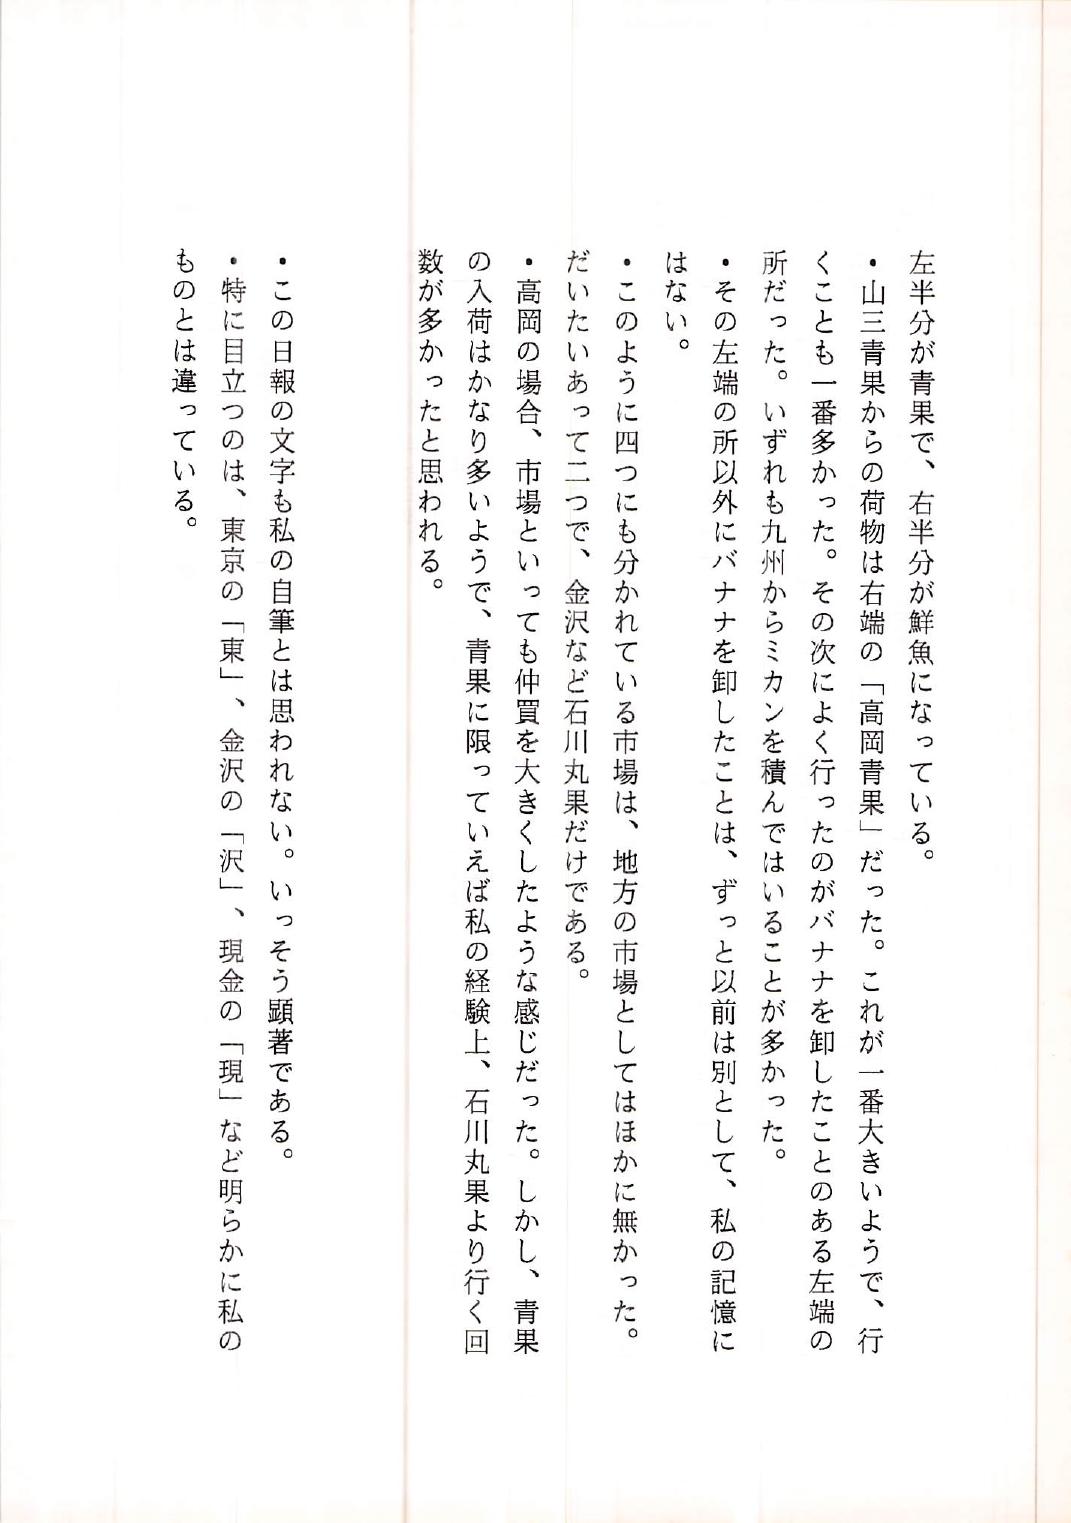 左半分が青果で、右半分が鮮魚になっている。
・山三青果からの荷物は右端の「高岡青果」だった。これが一番大きいようで、行
くことも一番多かった。その次によく行ったのがバナナを卸したことのある左端の
所だった。いずれも九州からミカンを積んではいることが多かった。
・その左端の所以外にバナナを卸したことは、ずっと以前は別として、私の記憶に
はない。
・このように四つにも分かれている市場は、地方の市場としてはほかに無かった。
だいたいあって二つで、金沢など石川丸果だけである。
・高岡の場合、市場といっても仲買を大きくしたような感じだった。しかし、青果
の入荷はかなり多いようで、青果に限っていえば私の経験上、石川丸果より行く回
数が多かったと思われる。
・この日報の文字も私の自筆とは思われない。いっそう顕著である。
・特に目立つのは、東京の「東」、金沢の「沢」、現金の「現」など明らかに私の
ものとは違っている。